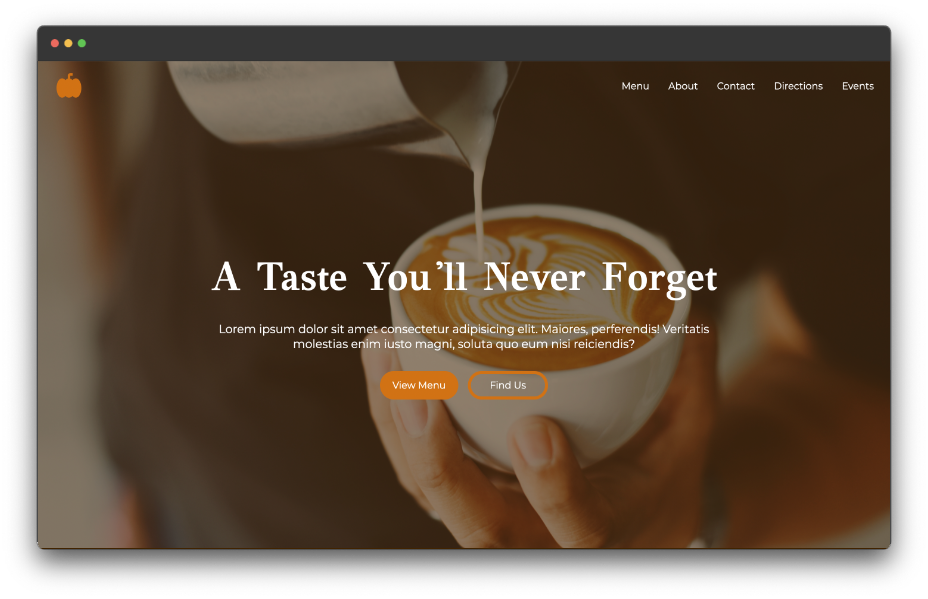 Menu About Contact Directions Events
A Taste You'll Never Forget
Lorem ipsum dolor sit amet consectetur adipisicing elit. Maiores, perferendis! Veritatis
molestias enim iusto magni, soluta quo eum nisi reiciendis?
View Menu Find Us